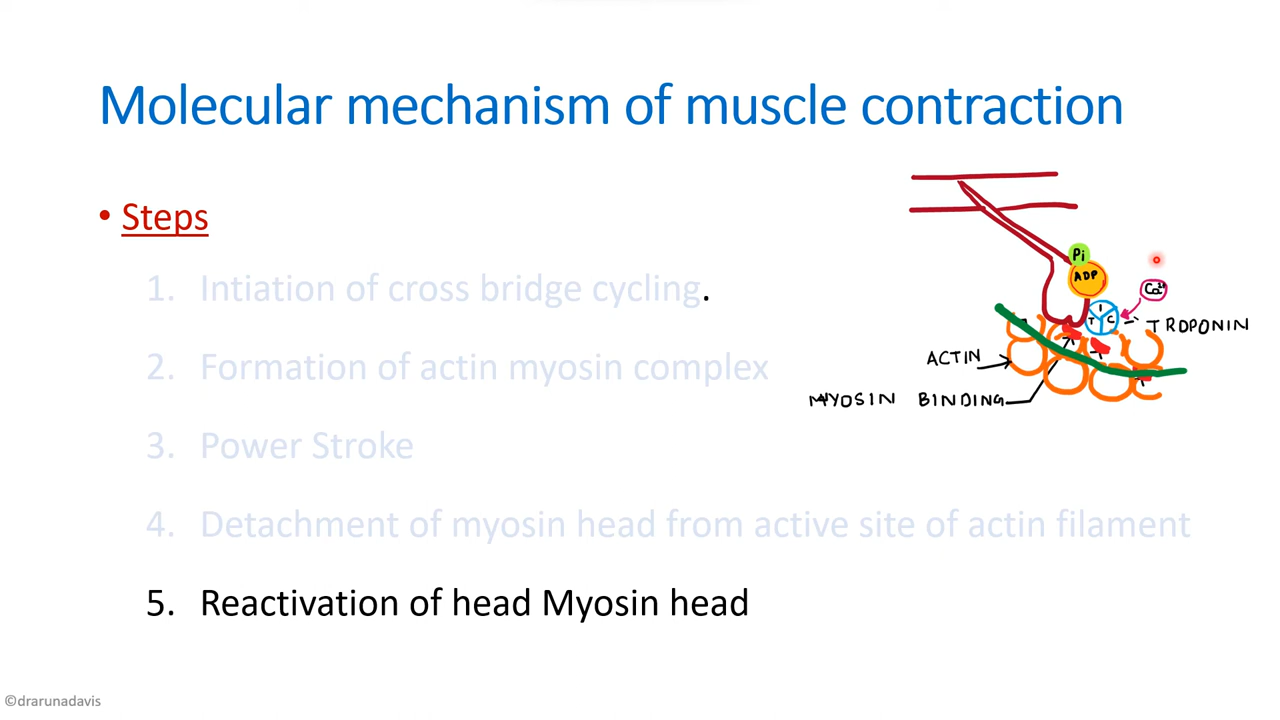 Molecular mechanism of muscle contraction
• Steps
1. Intiation of cross bridge cycling.
2. Formation of actin myosin complex
3. Power Stroke
4. Detachment of myosin head from active site of actin filament
5. Reactivation of head Myosin head
Pi
ADP
Ca²⁺
I
T C
TROPONIN
ACTIN
MYOSIN BINDING
©drarunadavis